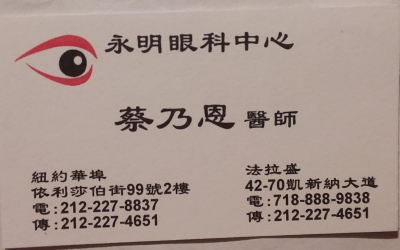 永明眼科中心
蔡乃恩 醫師
紐約華埠
依利莎伯街99號2樓
電:212-227-8837
傳:212-227-4651
法拉盛
42-70凱新納大道
電:718-888-9838
傳:212-227-4651